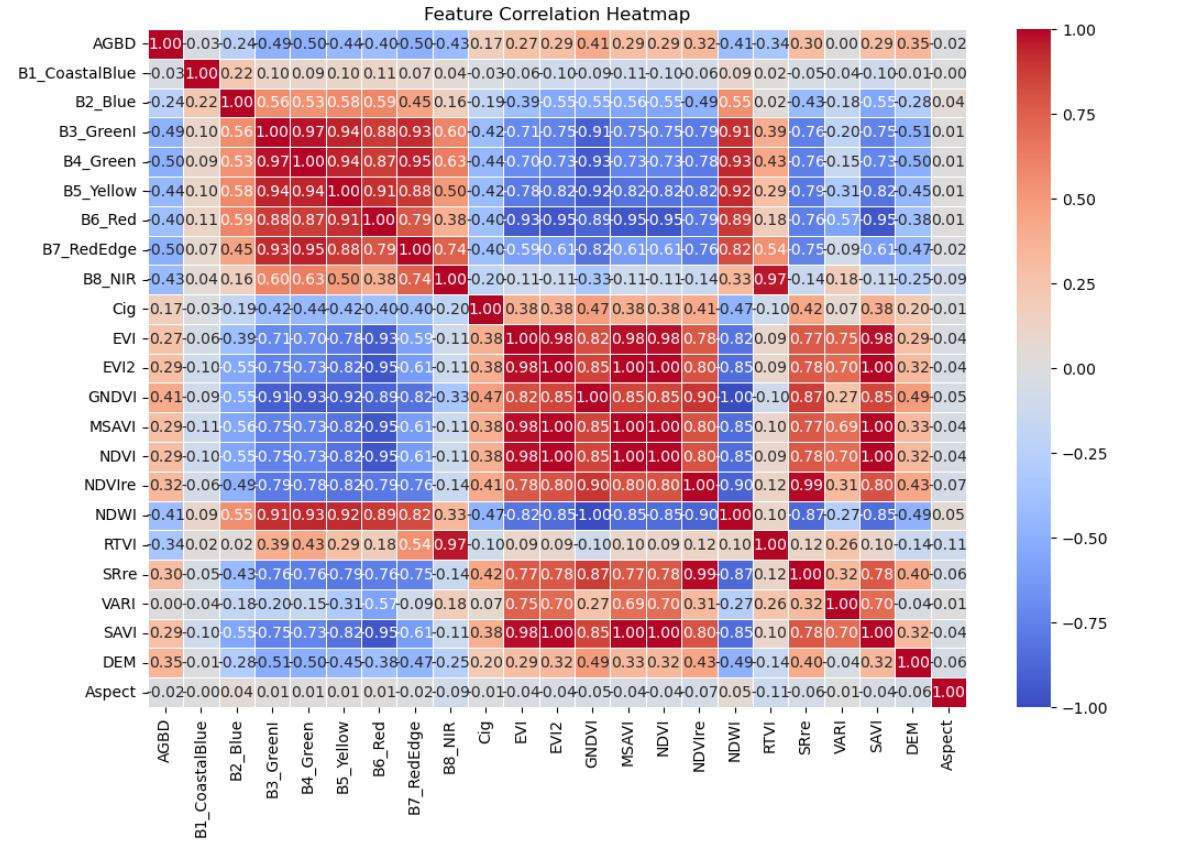 Feature Correlation Heatmap
AGBD 1.00 -0.03 -0.24 -0.49 -0.50 -0.44 -0.40 -0.50 -0.43 0.17 0.27 0.29 0.41 0.29 0.29 0.32 -0.41 -0.34 0.30 0.00 0.29 0.35 -0.02
B1_CoastalBlue -0.03 1.00 0.22 0.10 0.09 0.10 0.11 0.07 0.04 -0.03 -0.06 -0.10 -0.09 -0.11 -0.10 -0.06 0.09 0.02 -0.05 -0.04 -0.10 -0.01 -0.00
B2_Blue -0.24 0.22 1.00 0.56 0.53 0.58 0.59 0.45 0.16 -0.19 -0.39 -0.55 -0.55 -0.56 -0.55 -0.49 0.55 0.02 -0.43 -0.18 -0.55 -0.28 0.04
B3_GreenI -0.49 0.10 0.56 1.00 0.97 0.94 0.88 0.93 0.60 -0.42 -0.71 -0.75 -0.91 -0.75 -0.75 -0.79 0.91 0.39 -0.76 -0.20 -0.75 -0.51 0.01
B4_Green -0.50 0.09 0.53 0.97 1.00 0.94 0.87 0.95 0.63 -0.44 -0.70 -0.73 -0.93 -0.73 -0.73 -0.78 0.93 0.43 -0.76 -0.15 -0.73 -0.50 0.01
B5_Yellow -0.44 0.10 0.58 0.94 0.94 1.00 0.91 0.88 0.50 -0.42 -0.78 -0.82 -0.92 -0.82 -0.82 -0.82 0.92 0.29 -0.79 -0.31 -0.82 -0.45 0.01
B6_Red -0.40 0.11 0.59 0.88 0.87 0.91 1.00 0.79 0.38 -0.40 -0.93 -0.95 -0.89 -0.95 -0.95 -0.79 0.89 0.18 -0.76 -0.57 -0.95 -0.38 0.01
B7_RedEdge -0.50 0.07 0.45 0.93 0.95 0.88 0.79 1.00 0.74 -0.40 -0.59 -0.61 -0.82 -0.61 -0.61 -0.76 0.82 0.54 -0.75 -0.09 -0.61 -0.47 -0.02
B8_NIR -0.43 0.04 0.16 0.60 0.63 0.50 0.38 0.74 1.00 -0.20 -0.11 -0.11 -0.33 -0.11 -0.11 -0.14 0.33 0.97 -0.14 0.18 -0.11 -0.25 -0.09
Cig 0.17 -0.03 -0.19 -0.42 -0.44 -0.42 -0.40 -0.40 -0.20 1.00 0.38 0.38 0.47 0.38 0.38 0.41 -0.47 -0.10 0.42 0.07 0.38 0.20 -0.01
EVI 0.27 -0.06 -0.39 -0.71 -0.70 -0.78 -0.93 -0.59 -0.11 0.38 1.00 0.98 0.82 0.98 0.98 0.78 -0.82 0.09 0.77 0.75 0.98 0.29 -0.04
EVI2 0.29 -0.10 -0.55 -0.75 -0.73 -0.82 -0.95 -0.61 -0.11 0.38 0.98 1.00 0.85 1.00 1.00 0.80 -0.85 0.09 0.78 0.70 1.00 0.32 -0.04
GNDVI 0.41 -0.09 -0.55 -0.91 -0.93 -0.92 -0.89 -0.82 -0.33 0.47 0.82 0.85 1.00 0.85 0.85 0.90 -1.00 -0.10 0.87 0.27 0.85 0.49 -0.05
MSAVI 0.29 -0.11 -0.56 -0.75 -0.73 -0.82 -0.95 -0.61 -0.11 0.38 0.98 1.00 0.85 1.00 1.00 0.80 -0.85 0.10 0.77 0.69 1.00 0.33 -0.04
NDVI 0.29 -0.10 -0.55 -0.75 -0.73 -0.82 -0.95 -0.61 -0.11 0.38 0.98 1.00 0.85 1.00 1.00 0.80 -0.85 0.09 0.78 0.70 1.00 0.32 -0.04
NDVIre 0.32 -0.06 -0.49 -0.79 -0.78 -0.82 -0.79 -0.76 -0.14 0.41 0.78 0.80 0.90 0.80 0.80 1.00 -0.90 0.12 0.99 0.31 0.80 0.43 -0.07
NDWI -0.41 0.09 0.55 0.91 0.93 0.92 0.89 0.82 0.33 -0.47 -0.82 -0.85 -1.00 -0.85 -0.85 -0.90 1.00 0.10 -0.87 -0.27 -0.85 -0.49 0.05
RTVI -0.34 0.02 0.02 0.39 0.43 0.29 0.18 0.54 0.97 -0.10 0.09 0.09 -0.10 0.10 0.09 0.12 0.10 1.00 0.12 0.26 0.10 -0.14 -0.11
SRre 0.30 -0.05 -0.43 -0.76 -0.76 -0.79 -0.76 -0.75 -0.14 0.42 0.77 0.78 0.87 0.77 0.78 0.99 -0.87 0.12 1.00 0.32 0.78 0.40 -0.06
VARI 0.00 -0.04 -0.18 -0.20 -0.15 -0.31 -0.57 -0.09 0.18 0.07 0.75 0.70 0.27 0.69 0.70 0.31 -0.27 0.26 0.32 1.00 0.70 -0.04 -0.01
SAVI 0.29 -0.10 -0.55 -0.75 -0.73 -0.82 -0.95 -0.61 -0.11 0.38 0.98 1.00 0.85 1.00 1.00 0.80 -0.85 0.10 0.78 0.70 1.00 0.32 -0.04
DEM 0.35 -0.01 -0.28 -0.51 -0.50 -0.45 -0.38 -0.47 -0.25 0.20 0.29 0.32 0.49 0.33 0.32 0.43 -0.49 -0.14 0.40 -0.04 0.32 1.00 -0.06
Aspect -0.02 -0.00 0.04 0.01 0.01 0.01 0.01 -0.02 -0.09 -0.01 -0.04 -0.04 -0.05 -0.04 -0.04 -0.07 0.05 -0.11 -0.06 -0.01 -0.04 -0.06 1.00
AGBD
B1_CoastalBlue
B2_Blue
B3_GreenI
B4_Green
B5_Yellow
B6_Red
B7_RedEdge
B8_NIR
Cig
EVI
EVI2
GNDVI
MSAVI
NDVI
NDVIre
NDWI
RTVI
SRre
VARI
SAVI
DEM
Aspect
1.00
0.75
0.50
0.25
0.00
−0.25
−0.50
−0.75
−1.00